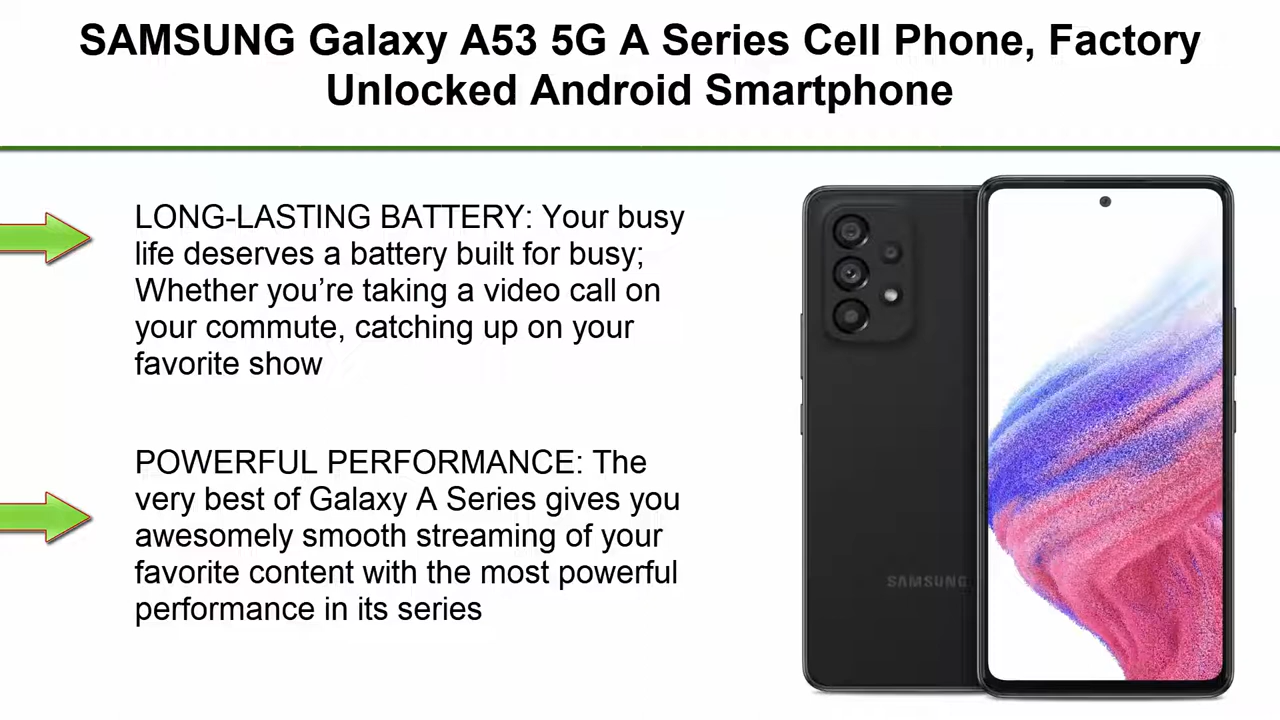 SAMSUNG Galaxy A53 5G A Series Cell Phone, Factory
Unlocked Android Smartphone
LONG-LASTING BATTERY: Your busy
life deserves a battery built for busy;
Whether you’re taking a video call on
your commute, catching up on your
favorite show
POWERFUL PERFORMANCE: The
very best of Galaxy A Series gives you
awesomely smooth streaming of your
favorite content with the most powerful
performance in its series
SAMSUNG